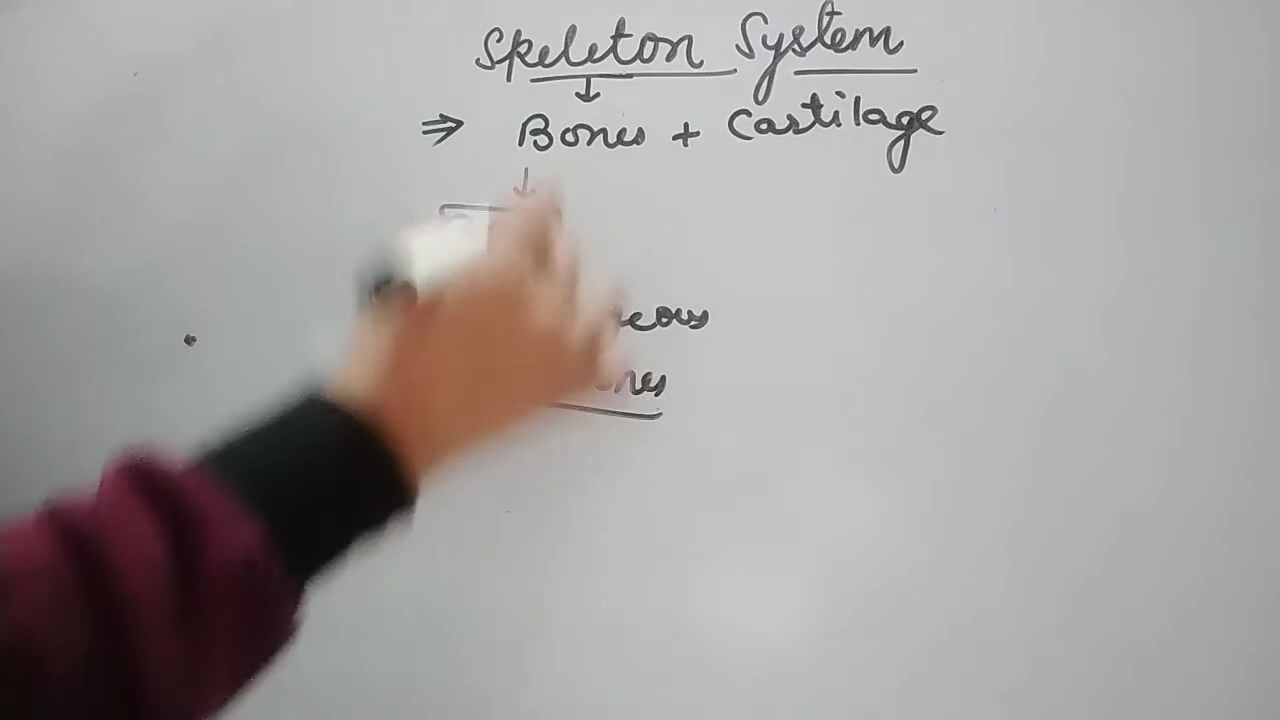 Skeleton System
↓
⇒ Bones + Cartilage
↓